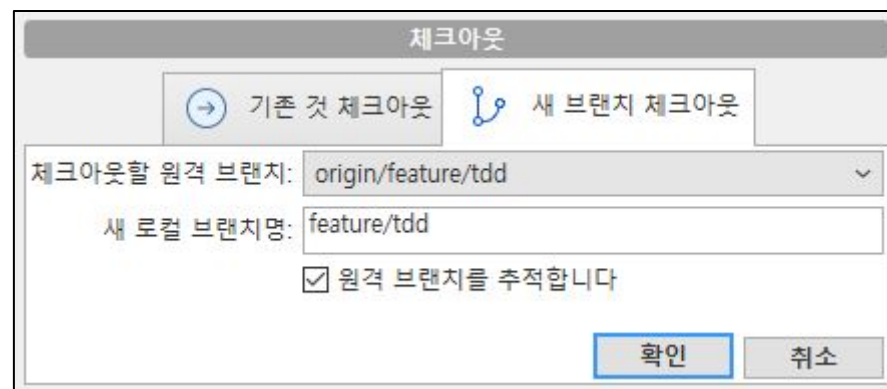 체크아웃
기존 것 체크아웃 새 브랜치 체크아웃
체크아웃할 원격 브랜치: origin/feature/tdd
새 로컬 브랜치명: feature/tdd
원격 브랜치를 추적합니다
확인 취소